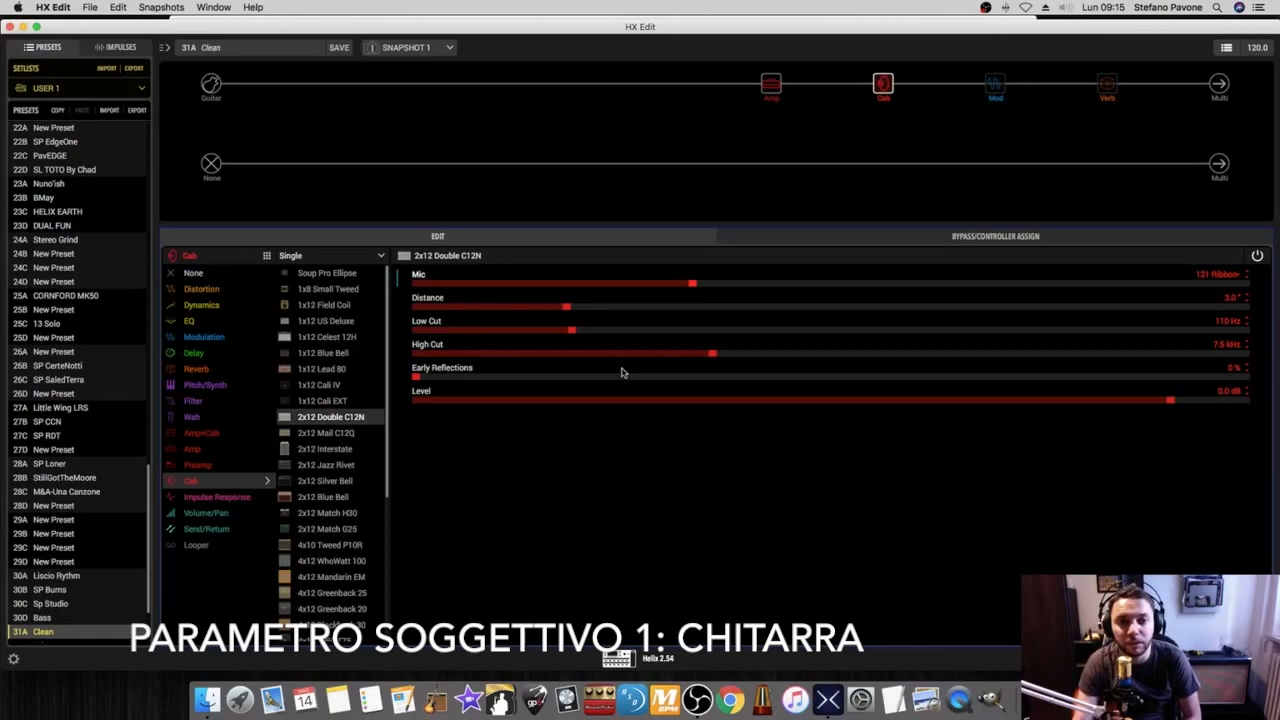 HX Edit File Edit Snapshots Window Help Lun 09:15 Stefano Pavone
HX Edit
PRESETS IMPULSES 31A Clean SAVE 1 SNAPSHOT 1 120.0
SETLISTS IMPORT EXPORT
USER 1
PRESETS COPY PASTE IMPORT EXPORT
22A New Preset
22B SP EdgeOne
22C PavEDGE
22D SL TOTO By Chad
23A Nuno'ish
23B BMay
23C HELIX EARTH
23D DUAL FUN
24A Stereo Grind
24B New Preset
24C New Preset
24D New Preset
25A CORNFORD MK50
25B New Preset
25C 13 Solo
25D New Preset
26A New Preset
26B SP CerteNotti
26C SP SaledTerra
26D New Preset
27A Little Wing LRS
27B SP CCN
27C SP RDT
27D New Preset
28A SP Loner
28B StillGotTheMoore
28C M&A-Una Canzone
28D New Preset
29A New Preset
29B New Preset
29C New Preset
29D New Preset
30A Liscio Rythm
30B SP Burns
30C Sp Studio
30D Bass
31A Clean
Guitar Amp Cab Mod Verb Multi
None Multi
EDIT BYPASS/CONTROLLER ASSIGN
Cab Single
None
Distortion
Dynamics
EQ
Modulation
Delay
Reverb
Pitch/Synth
Filter
Wah
Amp+Cab
Amp
Preamp
Cab
Impulse Response
Volume/Pan
Send/Return
Looper
Soup Pro Ellipse
1x8 Small Tweed
1x12 Field Coil
1x12 US Deluxe
1x12 Celest 12H
1x12 Blue Bell
1x12 Lead 80
1x12 Cali IV
1x12 Cali EXT
2x12 Double C12N
2x12 Mail C12Q
2x12 Interstate
2x12 Jazz Rivet
2x12 Silver Bell
2x12 Blue Bell
2x12 Match H30
2x12 Match G25
4x10 Tweed P10R
4x12 WhoWatt 100
4x12 Mandarin EM
4x12 Greenback 25
4x12 Greenback 20
2x12 Double C12N
Mic 121 Ribbon
Distance 3.0 "
Low Cut 110 Hz
High Cut 7.5 kHz
Early Reflections 0 %
Level 0.0 dB
PARAMETRO SOGGETTIVO 1: CHITARRA
Helix 2.54
MAG
14
BPM